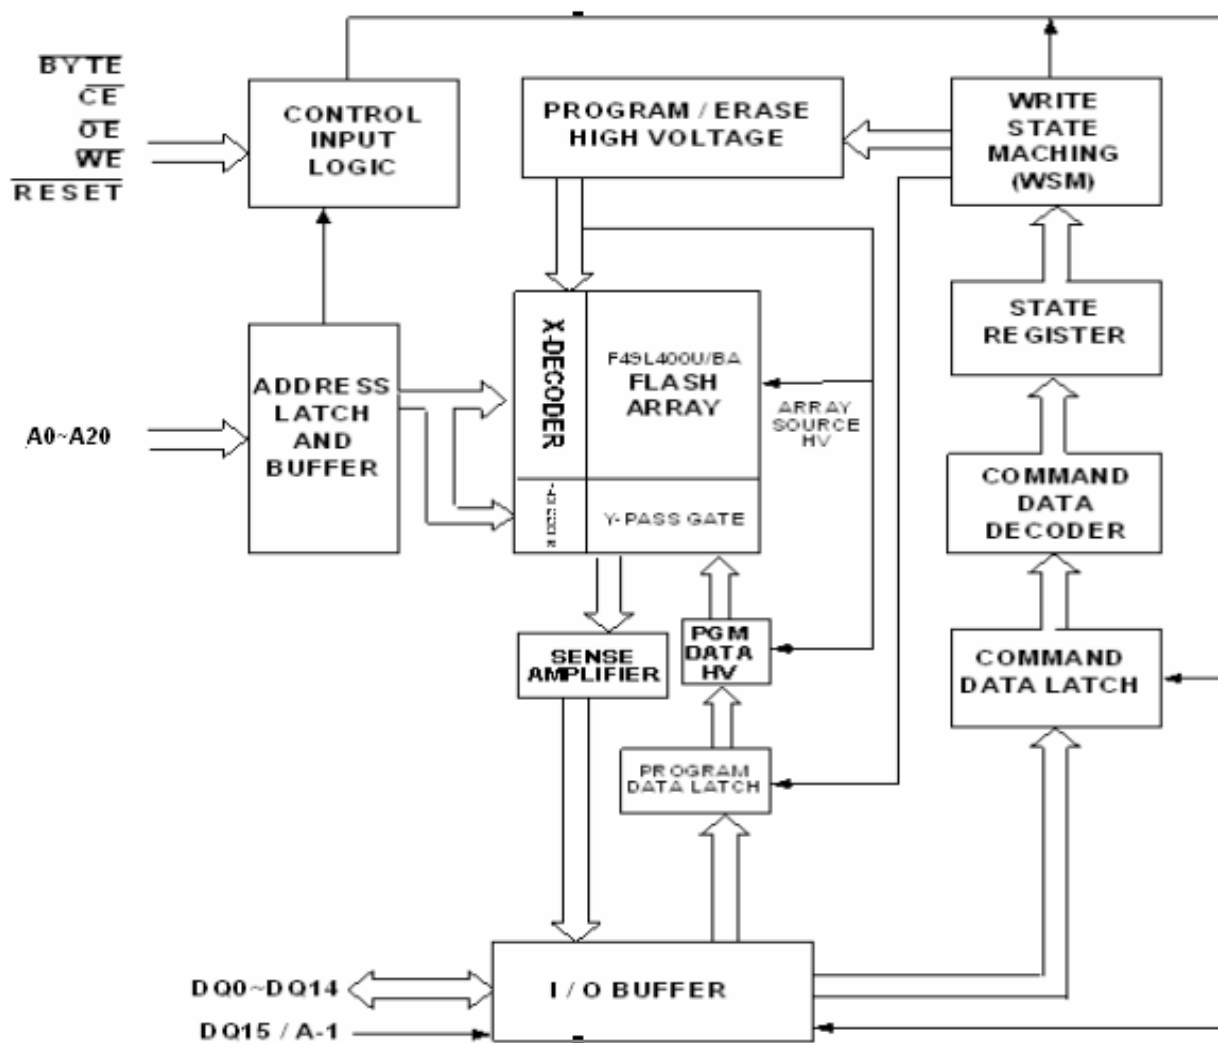 BYTE
CE
OE
WE
RESET
CONTROL
INPUT
LOGIC
PROGRAM / ERASE
HIGH VOLTAGE
WRITE
STATE
MACHING
(WSM)
STATE
REGISTER
X-DECODER
F49L400U/BA
FLASH
ARRAY
ADDRESS
LATCH
AND
BUFFER
A0~A20
ARRAY
SOURCE
HV
COMMAND
DATA
DECODER
Y-PASS GATE
SENSE
AMPLIFIER
PGM
DATA
HV
COMMAND
DATA LATCH
PROGRAM
DATA LATCH
I / O BUFFER
DQ0~DQ14
DQ15 / A-1